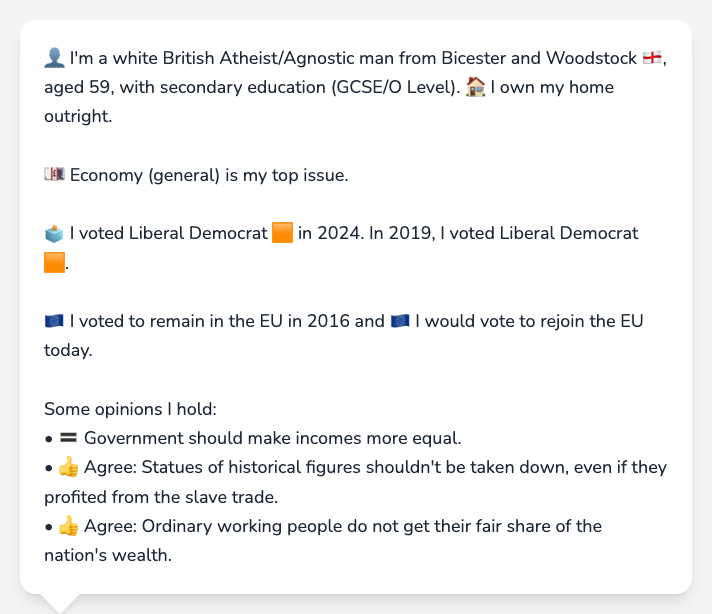 👤 I'm a white British Atheist/Agnostic man from Bicester and Woodstock 🏴󠁧󠁢󠁥󠁮󠁧󠁿,
aged 59, with secondary education (GCSE/O Level). 🏠 I own my home
outright.
💷 Economy (general) is my top issue.
🗳️ I voted Liberal Democrat 🟧 in 2024. In 2019, I voted Liberal Democrat
🟧.
🇪🇺 I voted to remain in the EU in 2016 and 🇪🇺 I would vote to rejoin the EU
today.
Some opinions I hold:
• 🟰 Government should make incomes more equal.
• 👍 Agree: Statues of historical figures shouldn't be taken down, even if they
profited from the slave trade.
• 👍 Agree: Ordinary working people do not get their fair share of the
nation's wealth.